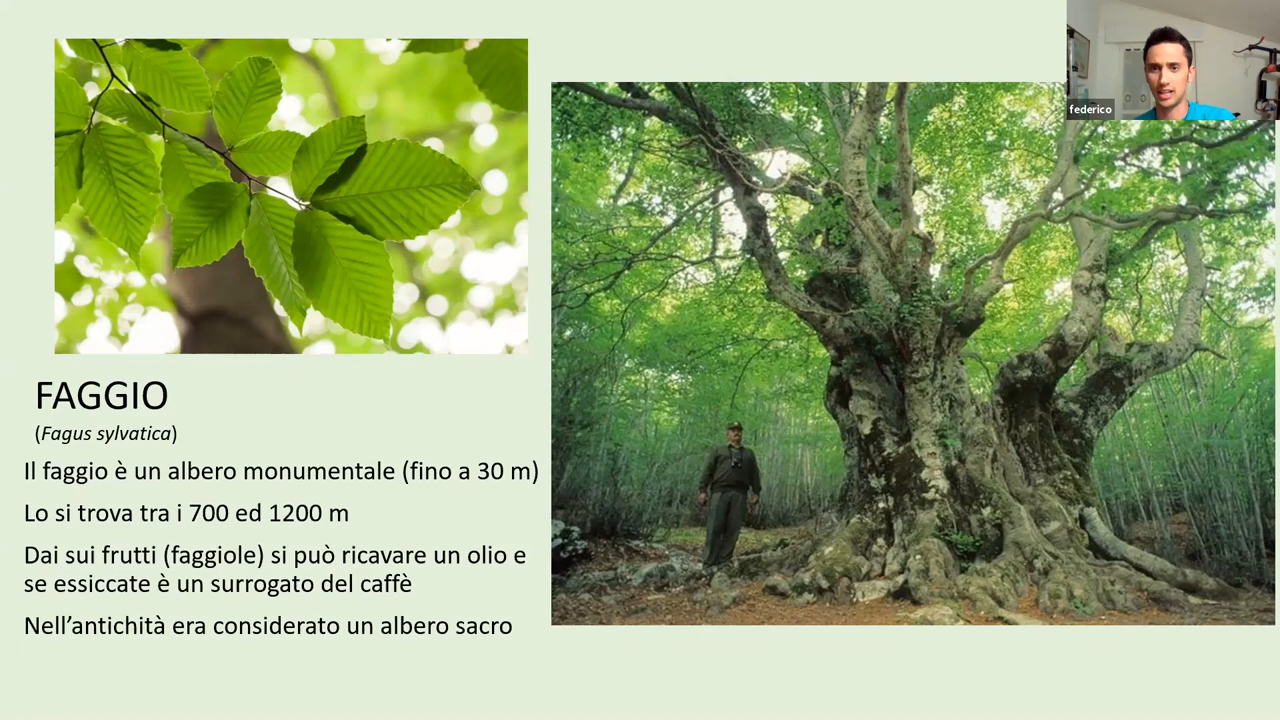 federico
FAGGIO
(Fagus sylvatica)
Il faggio è un albero monumentale (fino a 30 m)
Lo si trova tra i 700 ed 1200 m
Dai sui frutti (faggiole) si può ricavare un olio e
se essiccate è un surrogato del caffè
Nell’antichità era considerato un albero sacro